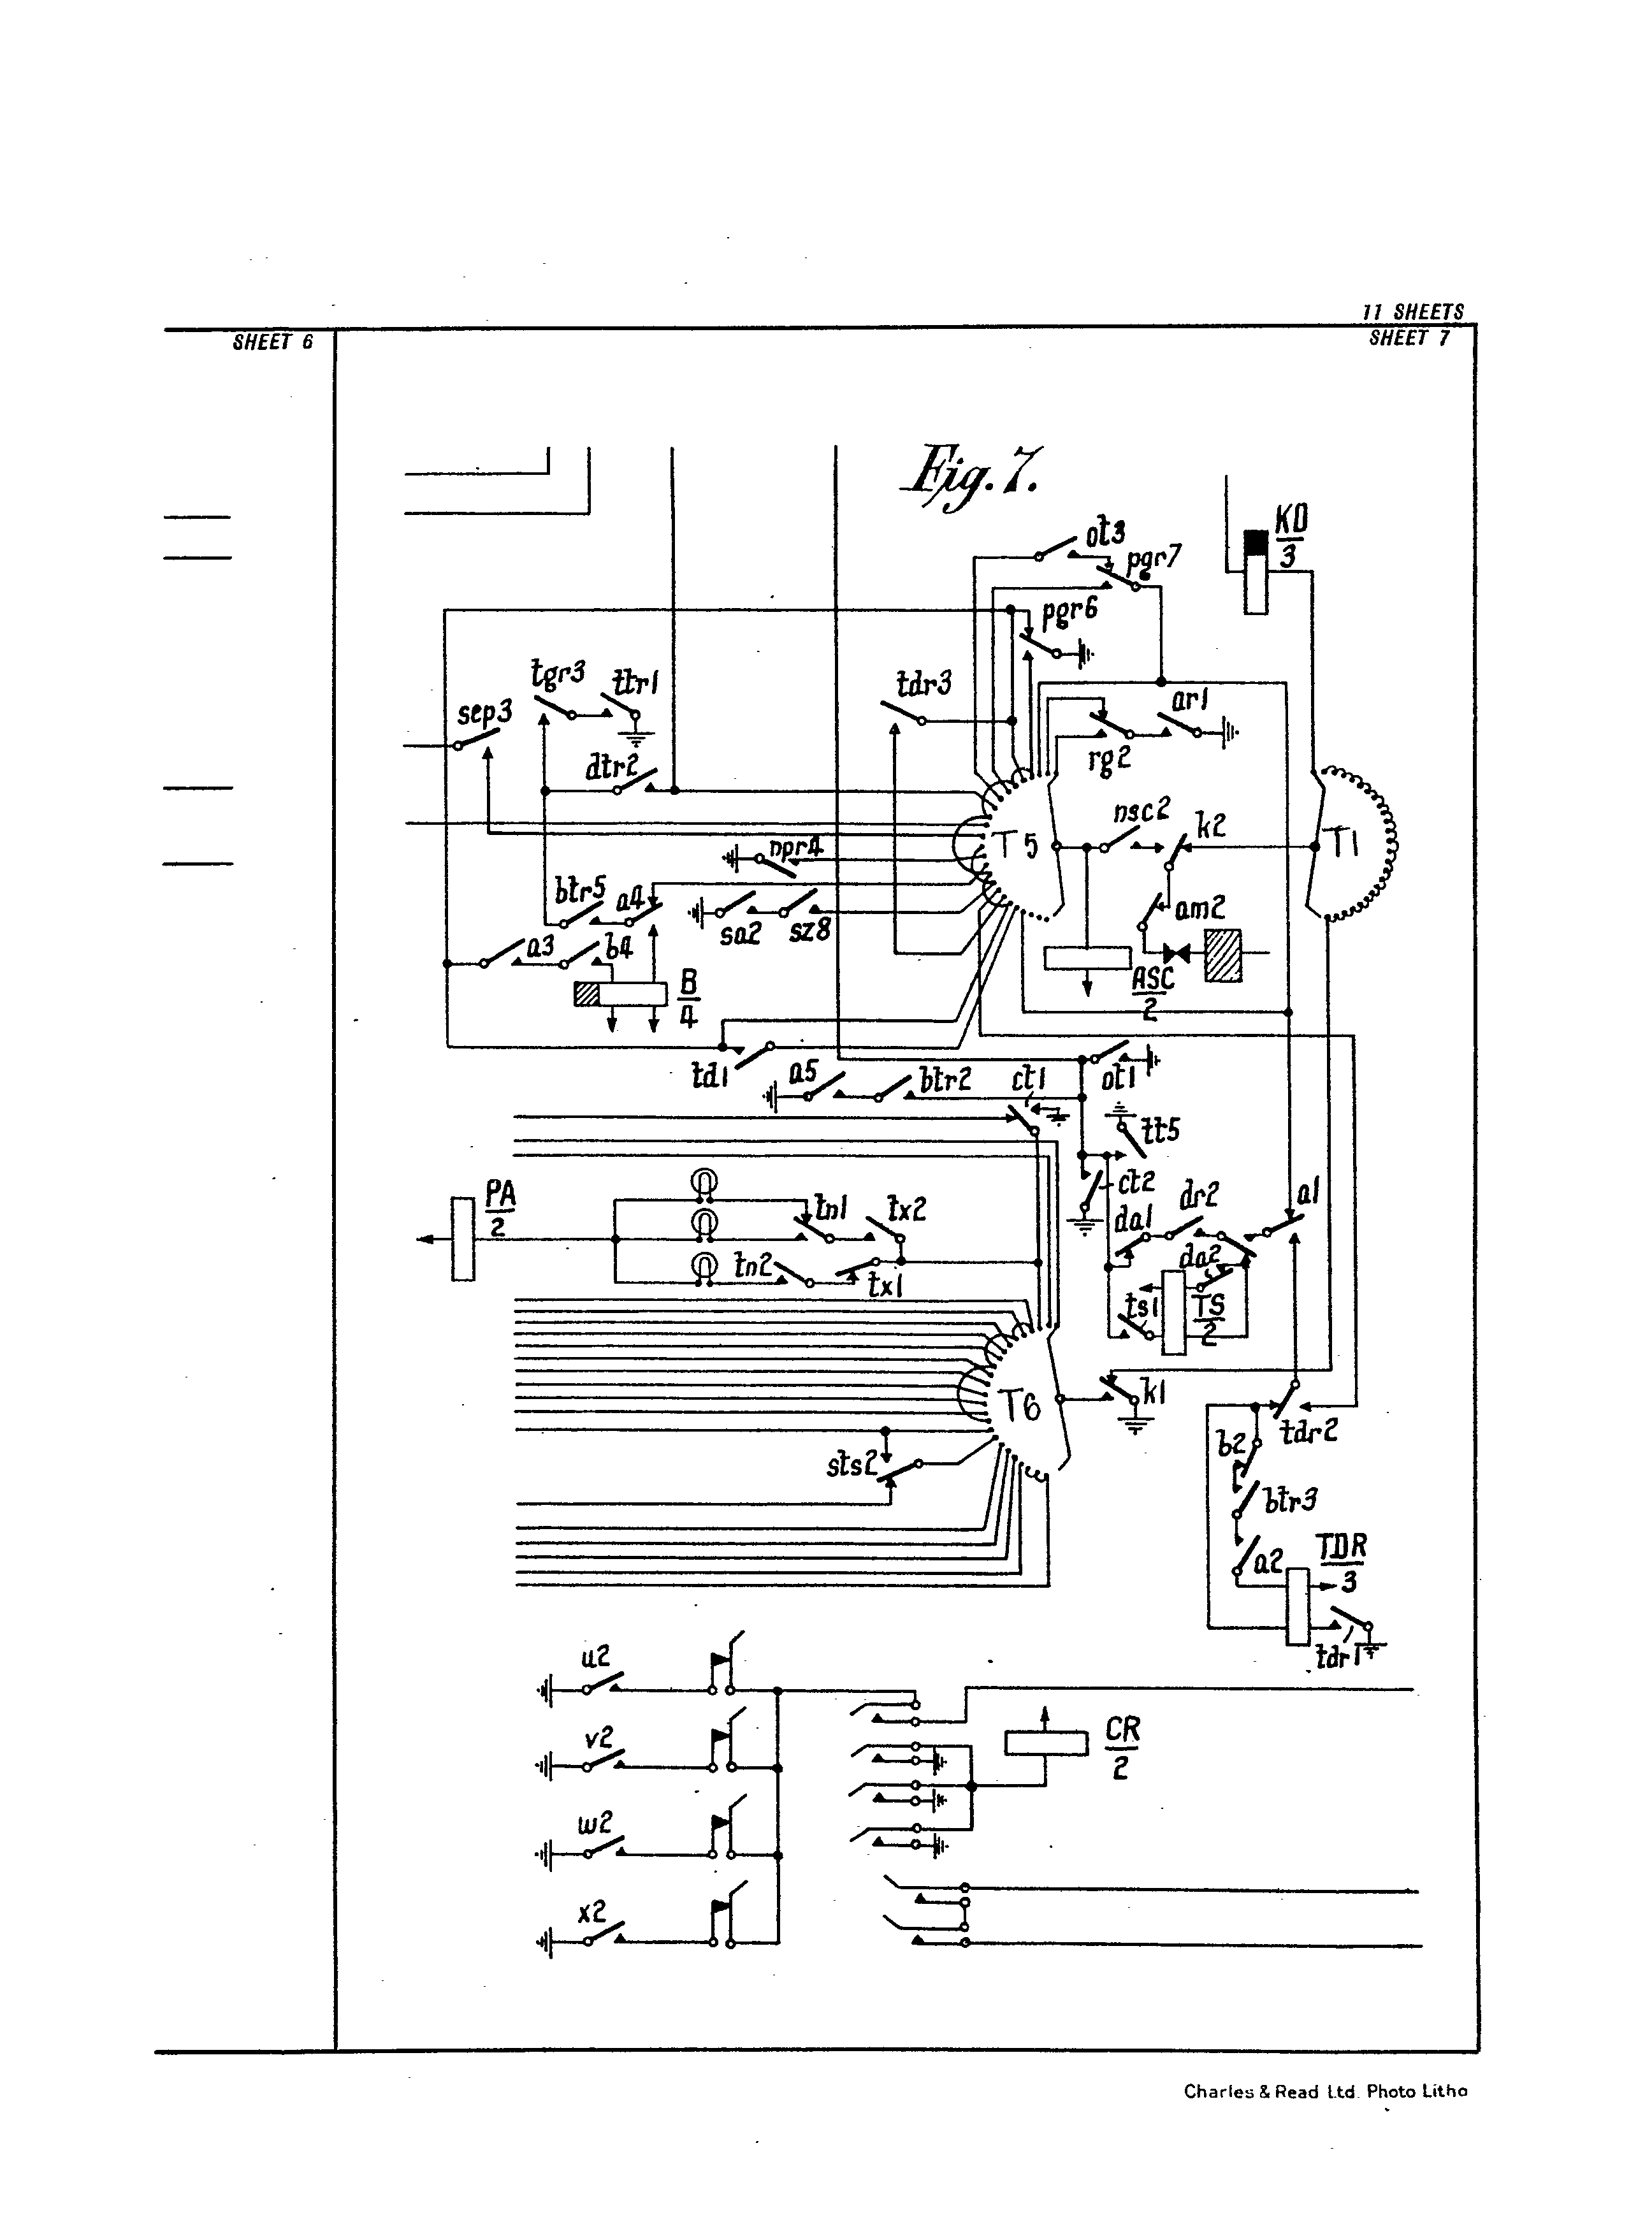 11 SHEETS
SHEET 6
SHEET 7
Fig. 7.
KD
3
ot3
pgr7
pgr6
tgr3
ttr1
tdr3
ar1
sep3
rg2
dtr2
nsc2
k2
T5
T1
npr4
btr5
a4
am2
sa2
sz8
a3
b4
B
4
ASC
2
td1
a5
btr2
ct1
ot1
tt5
PA
2
ct2
dr2
a1
tn1
tx2
da1
tn2
tx1
da2
ts1
TS
2
T6
k1
tdr2
sts2
b2
btr3
a2
TDR
3
tdr1
u2
v2
CR
2
w2
x2
Charles & Read Ltd. Photo Litho